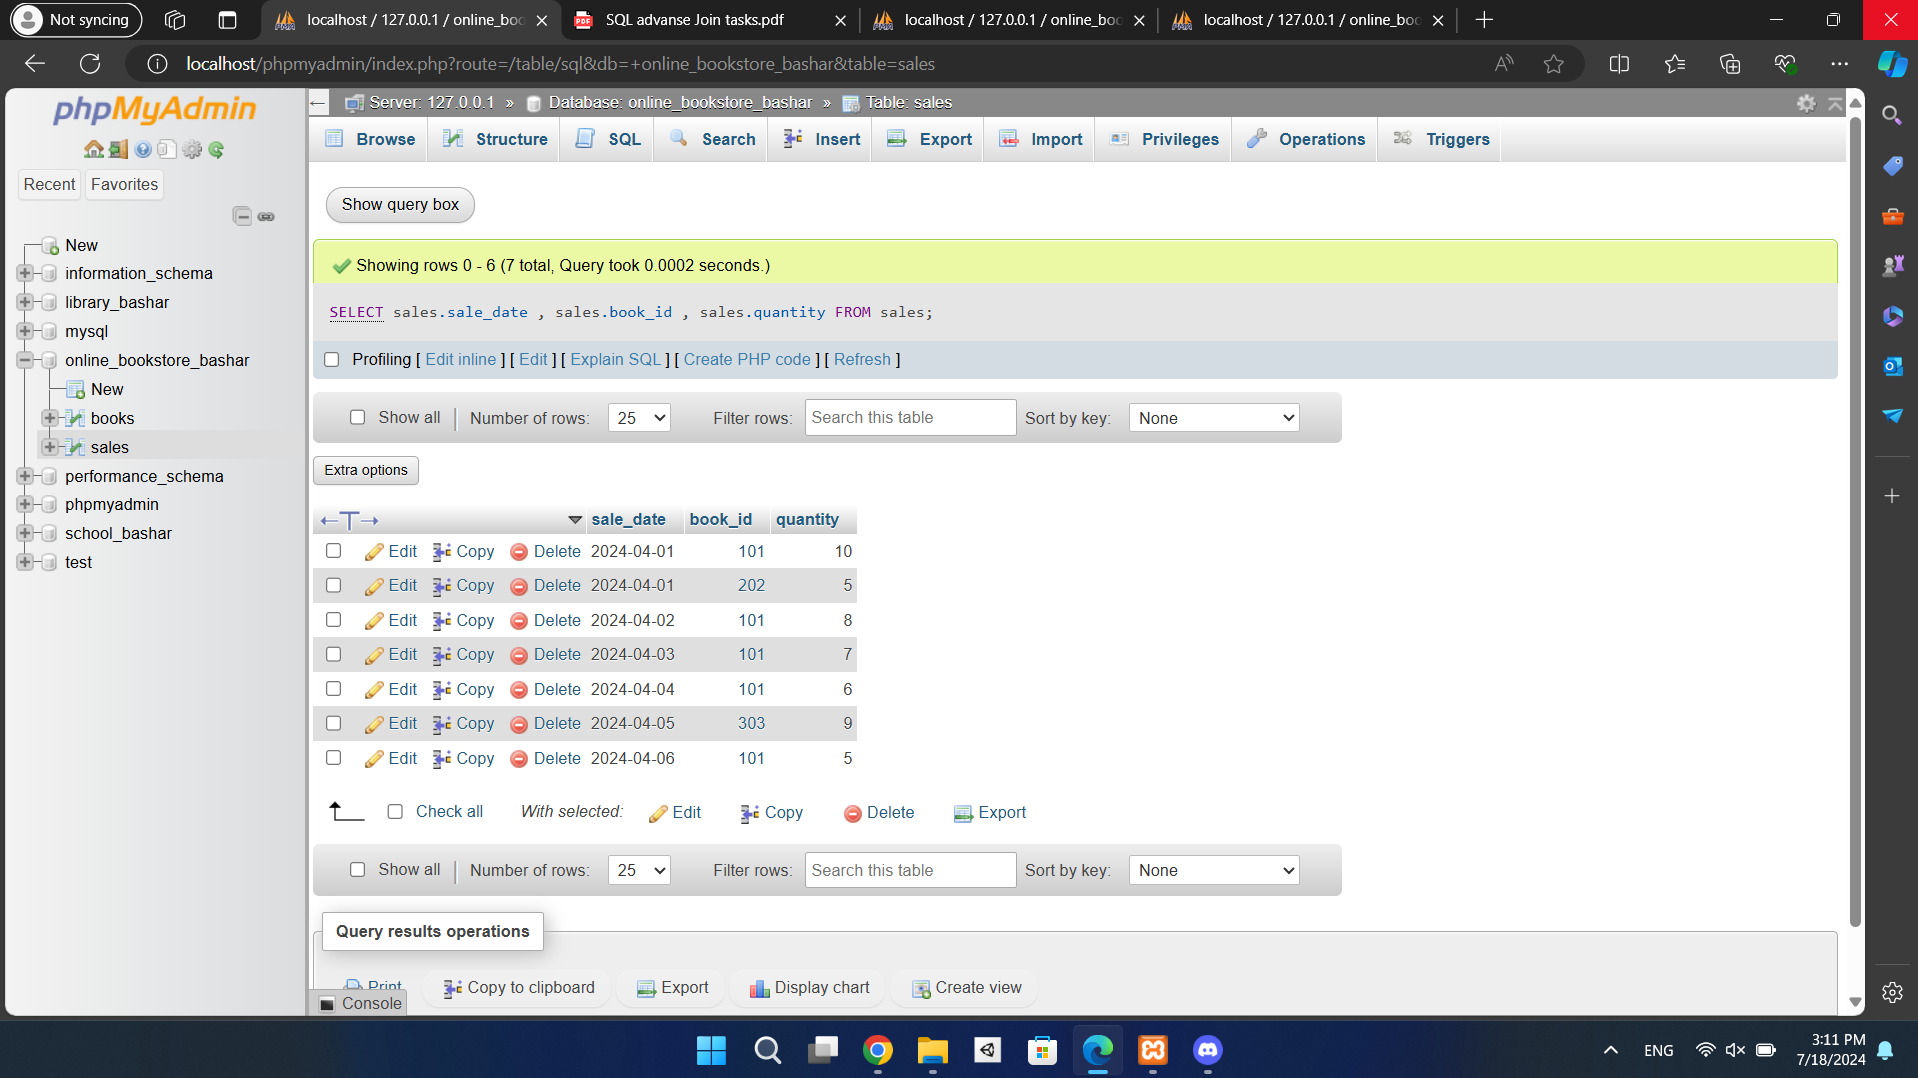 Not syncing
localhost / 127.0.0.1 / online_boo
SQL advanse Join tasks.pdf
localhost / 127.0.0.1 / online_boo
localhost / 127.0.0.1 / online_boo
localhost/phpmyadmin/index.php?route=/table/sql&db=+online_bookstore_bashar&table=sales
phpMyAdmin
Recent
Favorites
New
information_schema
library_bashar
mysql
online_bookstore_bashar
New
books
sales
performance_schema
phpmyadmin
school_bashar
test
Server: 127.0.0.1 » Database: online_bookstore_bashar » Table: sales
Browse Structure SQL Search Insert Export Import Privileges Operations Triggers
Show query box
Showing rows 0 - 6 (7 total, Query took 0.0002 seconds.)
SELECT sales.sale_date , sales.book_id , sales.quantity FROM sales;
Profiling [ Edit inline ] [ Edit ] [ Explain SQL ] [ Create PHP code ] [ Refresh ]
Show all Number of rows: 25 Filter rows: Search this table Sort by key: None
Extra options
sale_date book_id quantity
Edit Copy Delete 2024-04-01 101 10
Edit Copy Delete 2024-04-01 202 5
Edit Copy Delete 2024-04-02 101 8
Edit Copy Delete 2024-04-03 101 7
Edit Copy Delete 2024-04-04 101 6
Edit Copy Delete 2024-04-05 303 9
Edit Copy Delete 2024-04-06 101 5
Check all With selected: Edit Copy Delete Export
Show all Number of rows: 25 Filter rows: Search this table Sort by key: None
Query results operations
Print Copy to clipboard Export Display chart Create view
Console
ENG
3:11 PM
7/18/2024